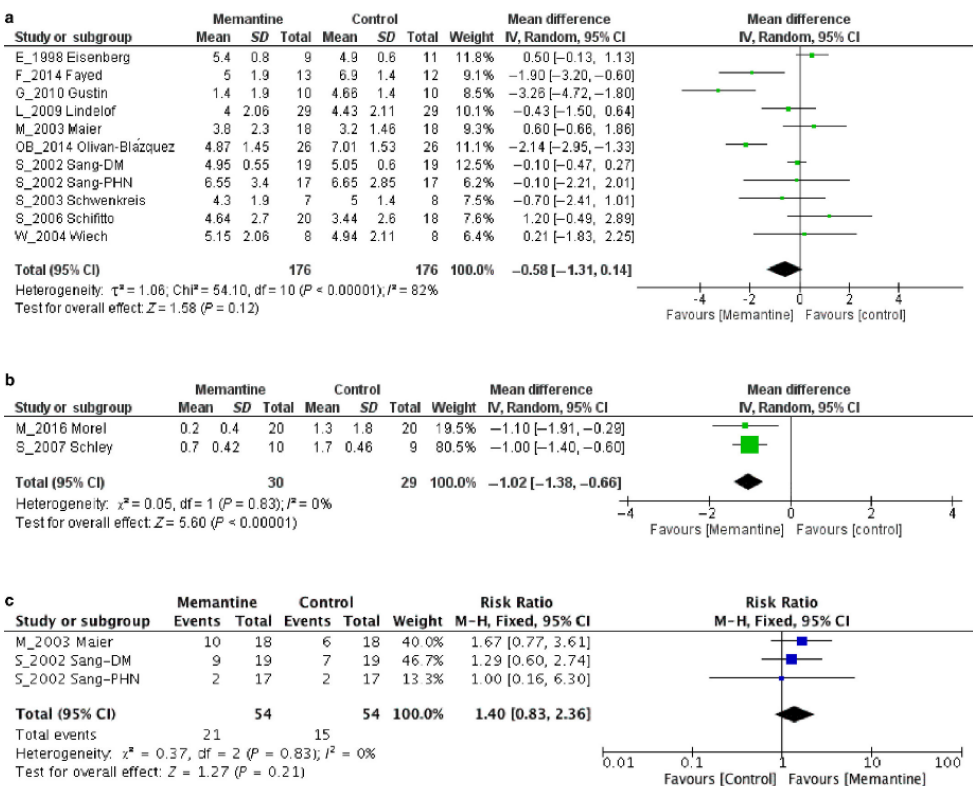 a
Memantine Control Mean difference Mean difference
Study or subgroup Mean SD Total Mean SD Total Weight IV, Random, 95% CI IV, Random, 95% CI
E_1998 Eisenberg 5.4 0.8 9 4.9 0.6 11 11.8% 0.50 [−0.13, 1.13]
F_2014 Fayed 5 1.9 13 6.9 1.4 12 9.2% −1.90 [−3.20, −0.60]
G_2010 Gustin 1.4 1.9 10 4.66 1.4 10 8.5% −3.26 [−4.72, −1.80]
L_2009 Lindelof 4 2.06 29 4.43 2.11 29 10.1% −0.43 [−1.50, 0.64]
M_2003 Maier 3.8 2.3 18 3.2 1.46 18 9.3% 0.60 [−0.66, 1.86]
OB_2014 Olivan-Blázquez 4.87 1.45 26 7.01 1.53 26 11.1% −2.14 [−2.95, −1.33]
S_2002 Sang-DM 4.95 0.55 19 5.05 0.6 19 12.5% −0.10 [−0.47, 0.27]
S_2002 Sang-PHN 6.55 3.4 17 6.65 2.85 17 6.2% −0.10 [−2.21, 2.01]
S_2003 Schwenkreis 4.3 1.9 7 5 1.4 8 7.5% −0.70 [−2.41, 1.01]
S_2006 Schifitto 4.64 2.7 20 3.44 2.6 18 7.6% 1.20 [−0.49, 2.89]
W_2004 Wiech 5.15 2.06 8 4.94 2.11 8 6.4% 0.21 [−1.83, 2.25]
Total (95% CI) 176 176 100.0% −0.58 [−1.31, 0.14]
Heterogeneity: τ² = 1.06; Chi² = 54.10, df = 10 (P < 0.00001); I² = 82%
Test for overall effect: Z = 1.58 (P = 0.12)
−4 −2 0 2 4
Favours [Memantine] Favours [control]
b
Memantine Control Mean difference Mean difference
Study or subgroup Mean SD Total Mean SD Total Weight IV, Random, 95% CI IV, Random, 95% CI
M_2016 Morel 0.2 0.4 20 1.3 1.8 20 19.5% −1.10 [−1.91, −0.29]
S_2007 Schley 0.7 0.42 10 1.7 0.46 9 80.5% −1.00 [−1.40, −0.60]
Total (95% CI) 30 29 100.0% −1.02 [−1.38, −0.66]
Heterogeneity: χ² = 0.05, df = 1 (P = 0.83); I² = 0%
Test for overall effect: Z = 5.60 (P < 0.00001)
−4 −2 0 2 4
Favours [Memantine] Favours [control]
c
Memantine Control Risk Ratio Risk Ratio
Study or subgroup Events Total Events Total Weight M-H, Fixed, 95% CI M-H, Fixed, 95% CI
M_2003 Maier 10 18 6 18 40.0% 1.67 [0.77, 3.61]
S_2002 Sang-DM 9 19 7 19 46.7% 1.29 [0.60, 2.74]
S_2002 Sang-PHN 2 17 2 17 13.3% 1.00 [0.16, 6.30]
Total (95% CI) 54 54 100.0% 1.40 [0.83, 2.36]
Total events 21 15
Heterogeneity: χ² = 0.37, df = 2 (P = 0.83); I² = 0%
Test for overall effect: Z = 1.27 (P = 0.21)
0.01 0.1 1 10 100
Favours [Control] Favours [Memantine]